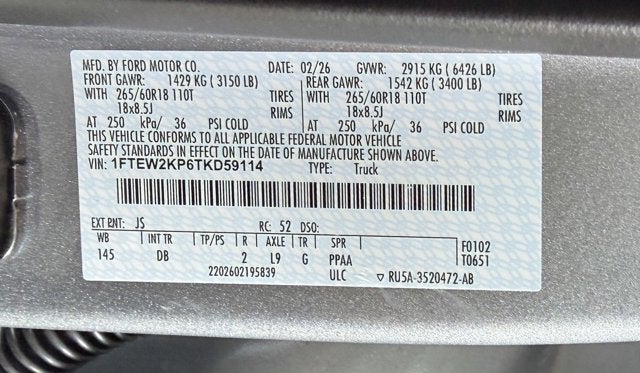 MFD. BY FORD MOTOR CO. DATE: 02/26 GVWR: 2915 KG ( 6426 LB)
FRONT GAWR: 1429 KG ( 3150 LB) REAR GAWR: 1542 KG ( 3400 LB)
WITH 265/60R18 110T TIRES WITH 265/60R18 110T TIRES
18x8.5J RIMS 18x8.5J RIMS
AT 250 kPa/ 36 PSI COLD AT 250 kPa/ 36 PSI COLD
THIS VEHICLE CONFORMS TO ALL APPLICABLE FEDERAL MOTOR VEHICLE
SAFETY STANDARDS IN EFFECT ON THE DATE OF MANUFACTURE SHOWN ABOVE.
VIN: 1FTEW2KP6TKD59114 TYPE: Truck
EXT PNT: JS RC: 52 DSO: F0102
WB INT TR TP/PS R AXLE TR SPR T0651
145 DB 2 L9 G PPAA
2202602195839 ULC ▽ RU5A-3520472-AB